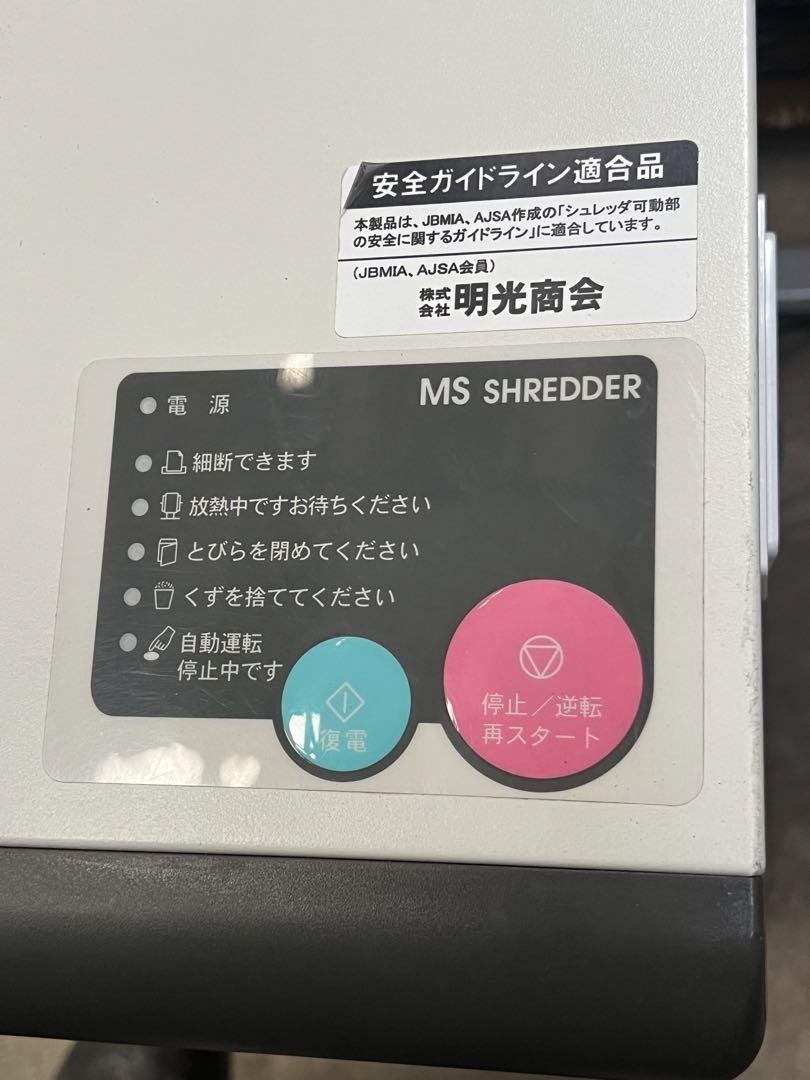 安全ガイドライン適合品
本製品は、JBMIA、AJSA作成の「シュレッダ可動部
の安全に関するガイドライン」に適合しています。
(JBMIA、AJSA会員)
株式会社 明光商会
MS SHREDDER
電 源
細断できます
放熱中ですお待ちください
とびらを閉めてください
くずを捨ててください
自動運転
停止中です
復電
停止／逆転
再スタート